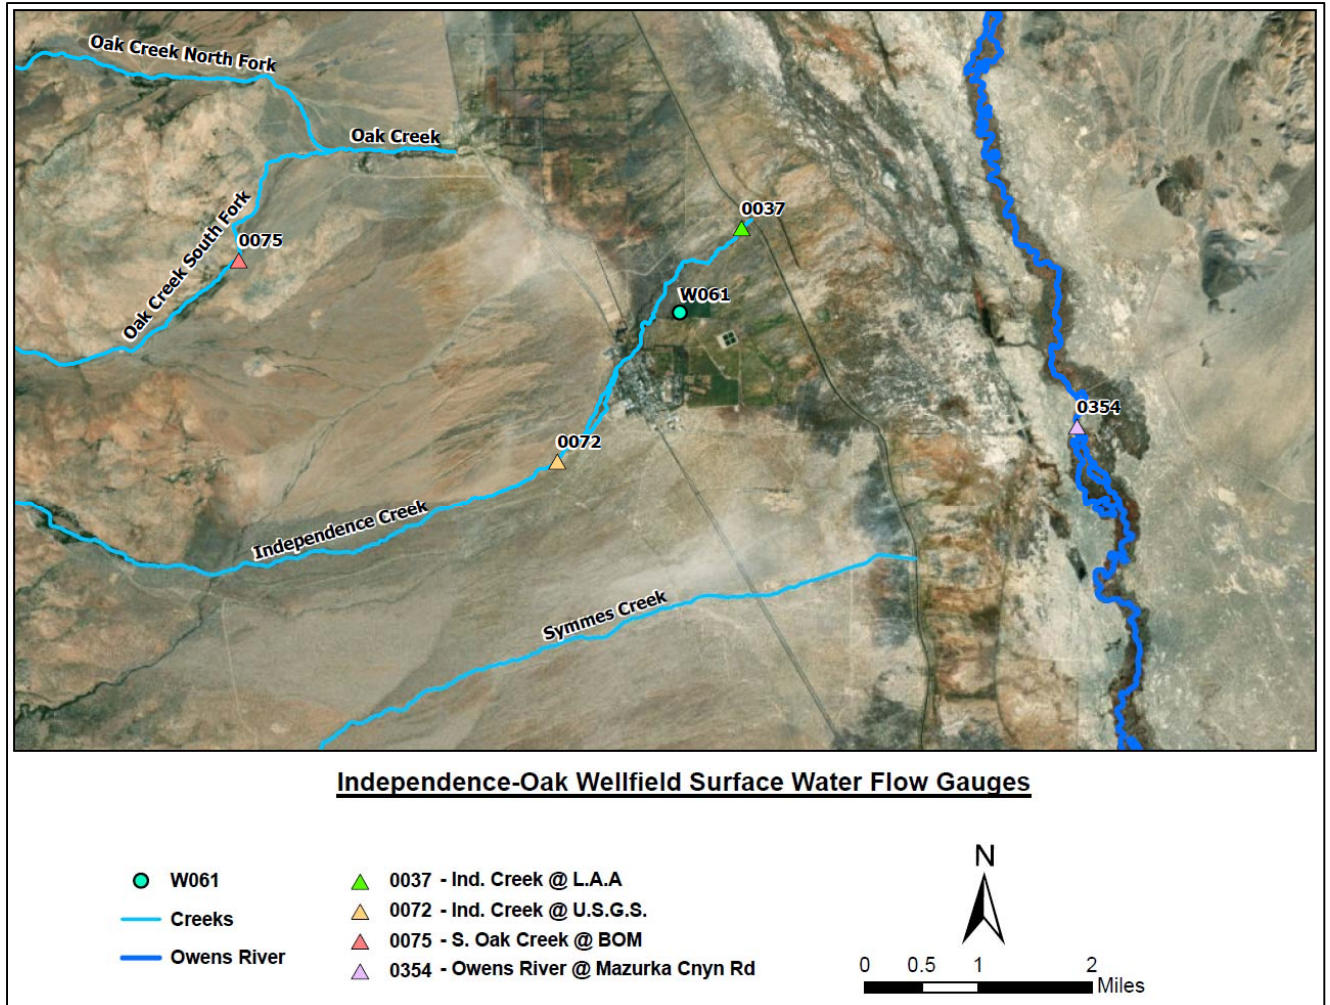 Oak Creek North Fork
Oak Creek
Oak Creek South Fork
0075
0037
W061
0354
0072
Independence Creek
Symmes Creek
Independence-Oak Wellfield Surface Water Flow Gauges
W061
Creeks
Owens River
0037 - Ind. Creek @ L.A.A
0072 - Ind. Creek @ U.S.G.S.
0075 - S. Oak Creek @ BOM
0354 - Owens River @ Mazurka Cnyn Rd
N
0 0.5 1 2
Miles